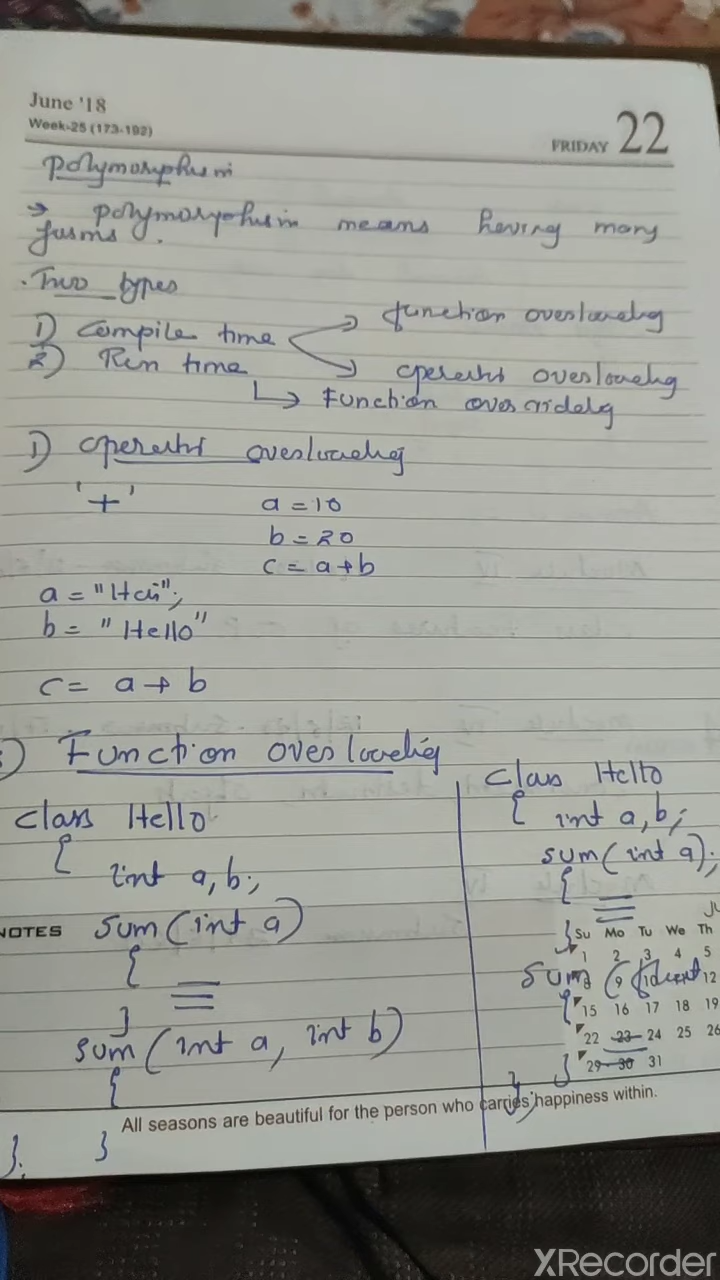 June '18
Week-25 (173-192)
FRIDAY 22
polymorphism
→ polymorphism means having many
forms.
Two types
1) Compile time
function overloading
2) Run time
operator overloading
Function overriding
1) operator overloading
'+'
a = 10
b = 20
c = a+b
a = "Hai";
b = "Hello"
c = a + b
) Function overloading
class Hello
{
int a, b;
sum(int a)
{
}
sum (int a, int b)
{
}
};
class Hello
{ int a, b;
sum(int a);
{
}
sum (
{
}
};
NOTES
JU
Su Mo Tu We Th
1 2 3 4 5
9 10 12
15 16 17 18 19
22 23 24 25 26
29 30 31
All seasons are beautiful for the person who carries happiness within.
XRecorder